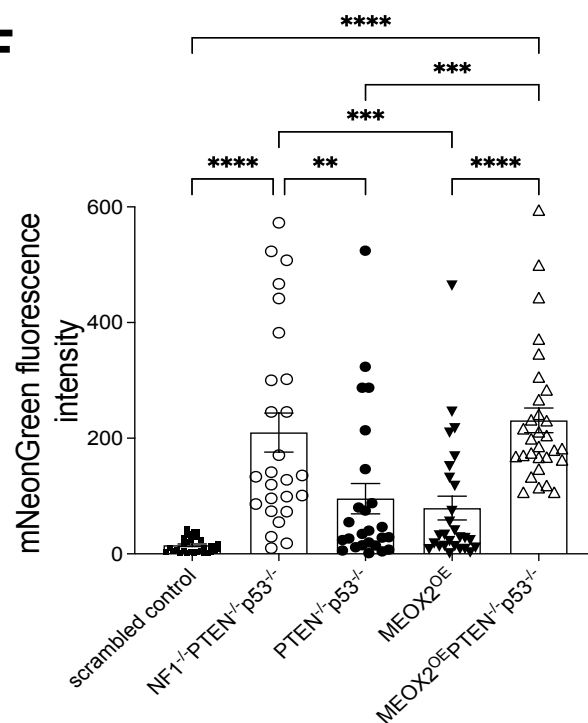 F
****
***
***
**** ** ****
mNeonGreen fluorescence
intensity
600
400
200
0
scrambled control
NF1⁻/⁻PTEN⁻/⁻p53⁻/⁻
PTEN⁻/⁻p53⁻/⁻
MEOX2ᴼᴱ
MEOX2ᴼᴱPTEN⁻/⁻p53⁻/⁻